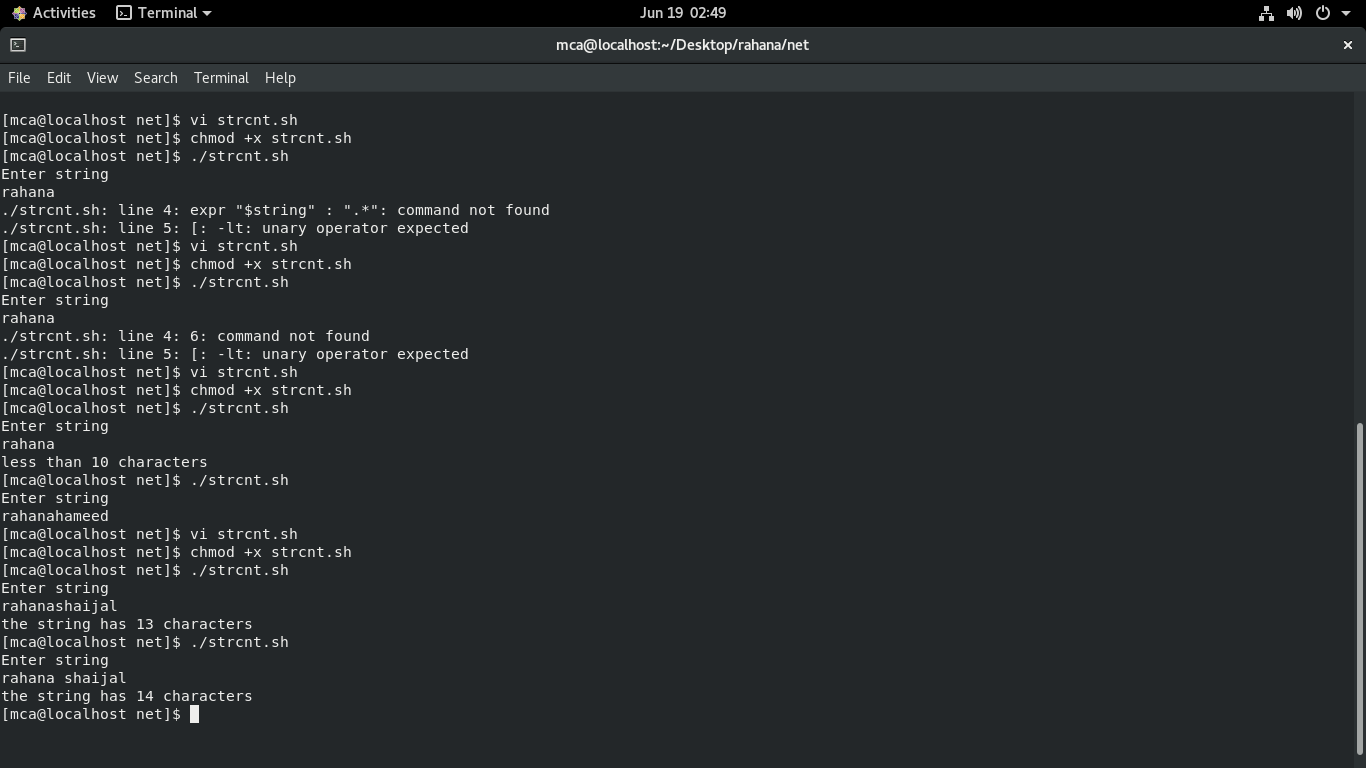 Activities Terminal Jun 19 02:49
mca@localhost:~/Desktop/rahana/net ×
File Edit View Search Terminal Help
[mca@localhost net]$ vi strcnt.sh
[mca@localhost net]$ chmod +x strcnt.sh
[mca@localhost net]$ ./strcnt.sh
Enter string
rahana
./strcnt.sh: line 4: expr "$string" : ".*": command not found
./strcnt.sh: line 5: [: -lt: unary operator expected
[mca@localhost net]$ vi strcnt.sh
[mca@localhost net]$ chmod +x strcnt.sh
[mca@localhost net]$ ./strcnt.sh
Enter string
rahana
./strcnt.sh: line 4: 6: command not found
./strcnt.sh: line 5: [: -lt: unary operator expected
[mca@localhost net]$ vi strcnt.sh
[mca@localhost net]$ chmod +x strcnt.sh
[mca@localhost net]$ ./strcnt.sh
Enter string
rahana
less than 10 characters
[mca@localhost net]$ ./strcnt.sh
Enter string
rahanahameed
[mca@localhost net]$ vi strcnt.sh
[mca@localhost net]$ chmod +x strcnt.sh
[mca@localhost net]$ ./strcnt.sh
Enter string
rahanashaijal
the string has 13 characters
[mca@localhost net]$ ./strcnt.sh
Enter string
rahana shaijal
the string has 14 characters
[mca@localhost net]$